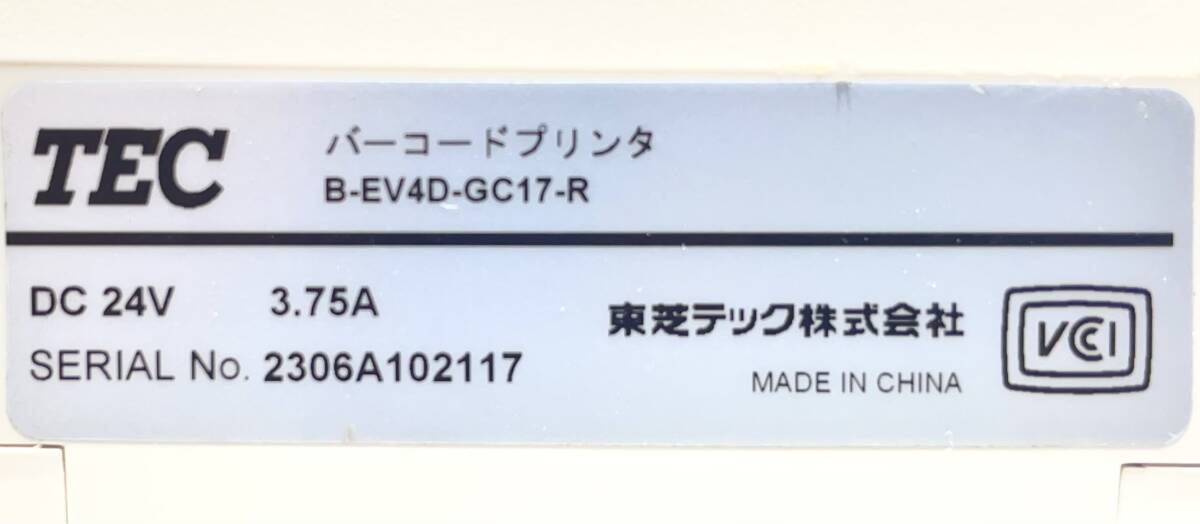 TEC
バーコードプリンタ
B-EV4D-GC17-R
DC 24V 3.75A
SERIAL No. 2306A102117
東芝テック株式会社
MADE IN CHINA
VCCI